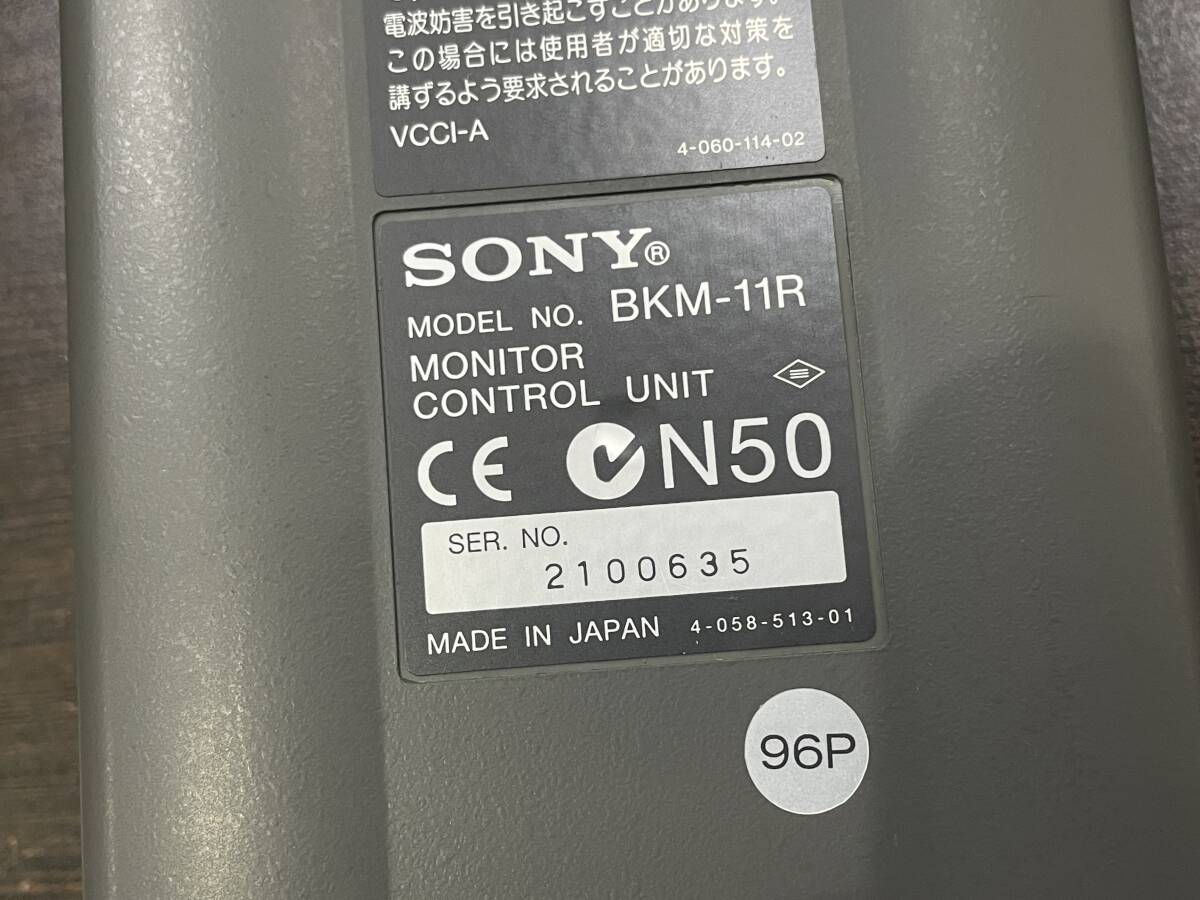 電波妨害を引き起こすことがあります。
この場合には使用者が適切な対策を
講ずるよう要求されることがあります。
VCCI-A
4-060-114-02
SONY®
MODEL NO. BKM-11R
MONITOR
CONTROL UNIT
CE N50
SER. NO.
2100635
MADE IN JAPAN 4-058-513-01
96P